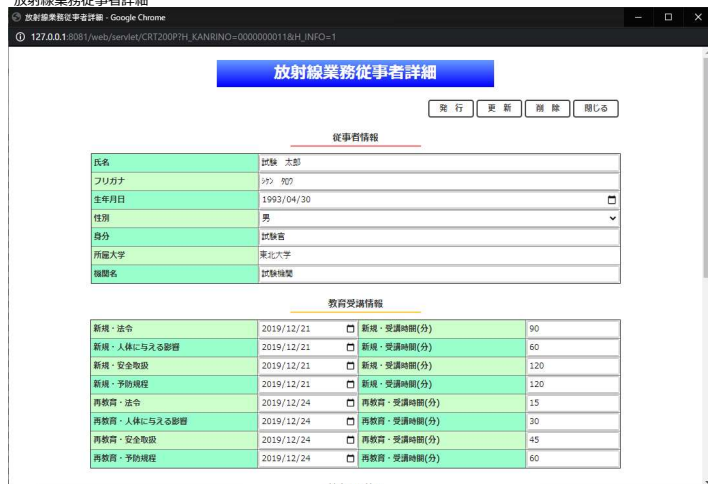 放射線業務従事者詳細
放射線業務従事者詳細 - Google Chrome
127.0.0.1:8081/web/servlet/CRT200P?H_KANRINO=0000000011&H_INFO=1
放射線業務従事者詳細
発 行 更 新 削 除 閉じる
従事者情報
氏名 試験 太郎
フリガナ ｼｹﾝ ﾀﾛｳ
生年月日 1993/04/30
性別 男
身分 試験官
所属大学 東北大学
機関名 試験機関
教育受講情報
新規・法令 2019/12/21 新規・受講時間(分) 90
新規・人体に与える影響 2019/12/21 新規・受講時間(分) 60
新規・安全取扱 2019/12/21 新規・受講時間(分) 120
新規・予防規程 2019/12/21 新規・受講時間(分) 120
再教育・法令 2019/12/24 再教育・受講時間(分) 15
再教育・人体に与える影響 2019/12/24 再教育・受講時間(分) 30
再教育・安全取扱 2019/12/24 再教育・受講時間(分) 45
再教育・予防規程 2019/12/24 再教育・受講時間(分) 60